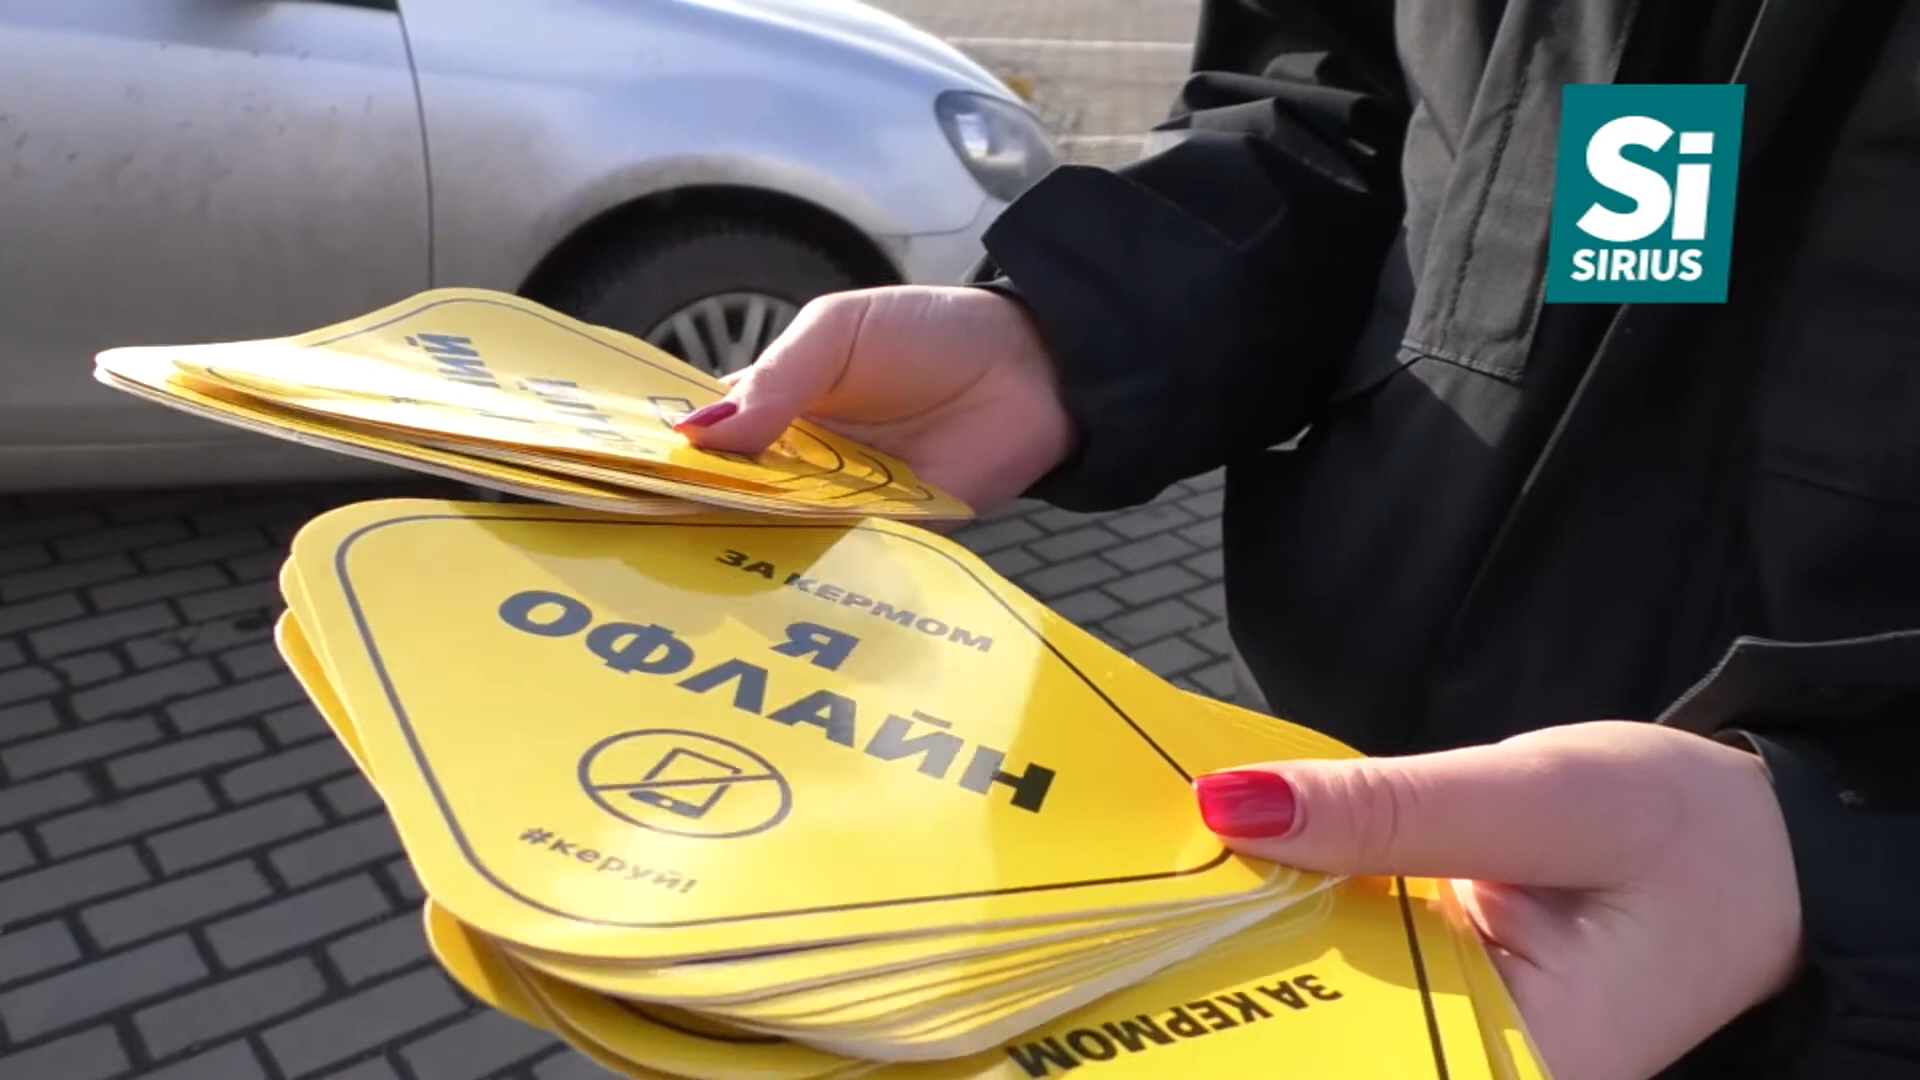 Si
SIRIUS
ЗА КЕРМОМ
Я
ОФЛАЙН
#керуй!
ЗА КЕРМОМ